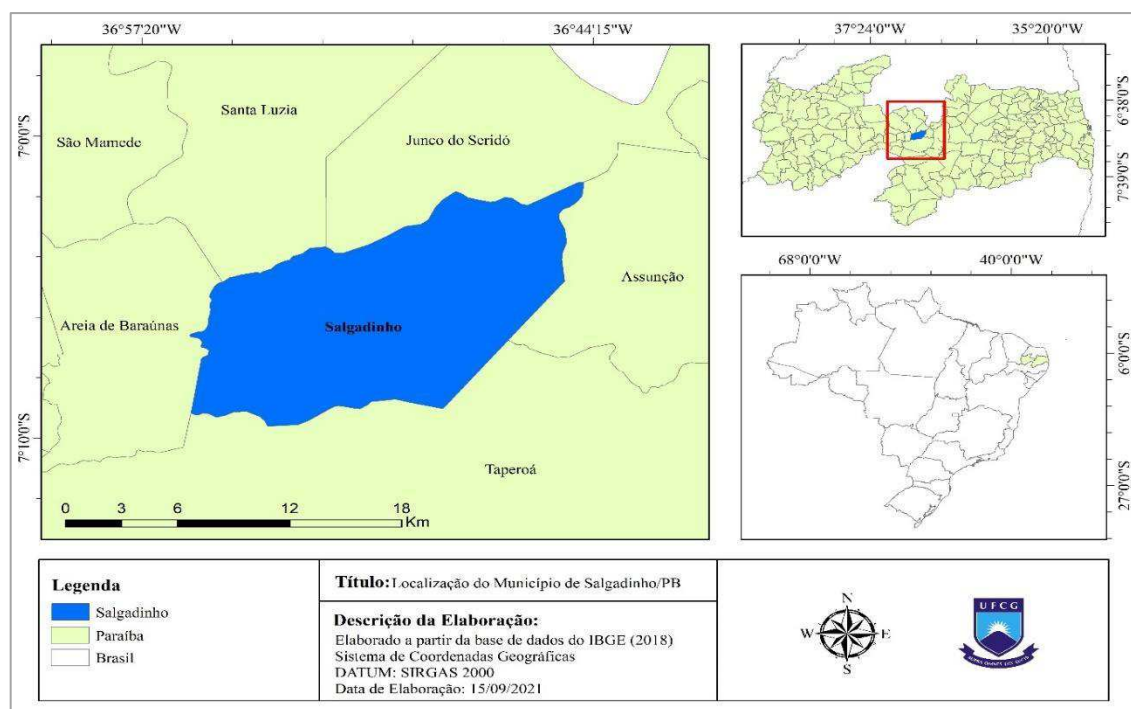 36°57'20"W
36°44'15"W
7°0'0"S
7°10'0"S
Santa Luzia
São Mamede
Junco do Seridó
Assunção
Areia de Baraúnas
Salgadinho
Taperoá
0 3 6 12 18
Km
37°24'0"W
35°20'0"W
6°38'0"S
7°39'0"S
68°0'0"W
40°0'0"W
6°0'0"S
27°0'0"S
Legenda
Salgadinho
Paraíba
Brasil
Título: Localização do Município de Salgadinho/PB
Descrição da Elaboração:
Elaborado a partir da base de dados do IBGE (2018)
Sistema de Coordenadas Geográficas
DATUM: SIRGAS 2000
Data de Elaboração: 15/09/2021
N
W E
S
UFCG